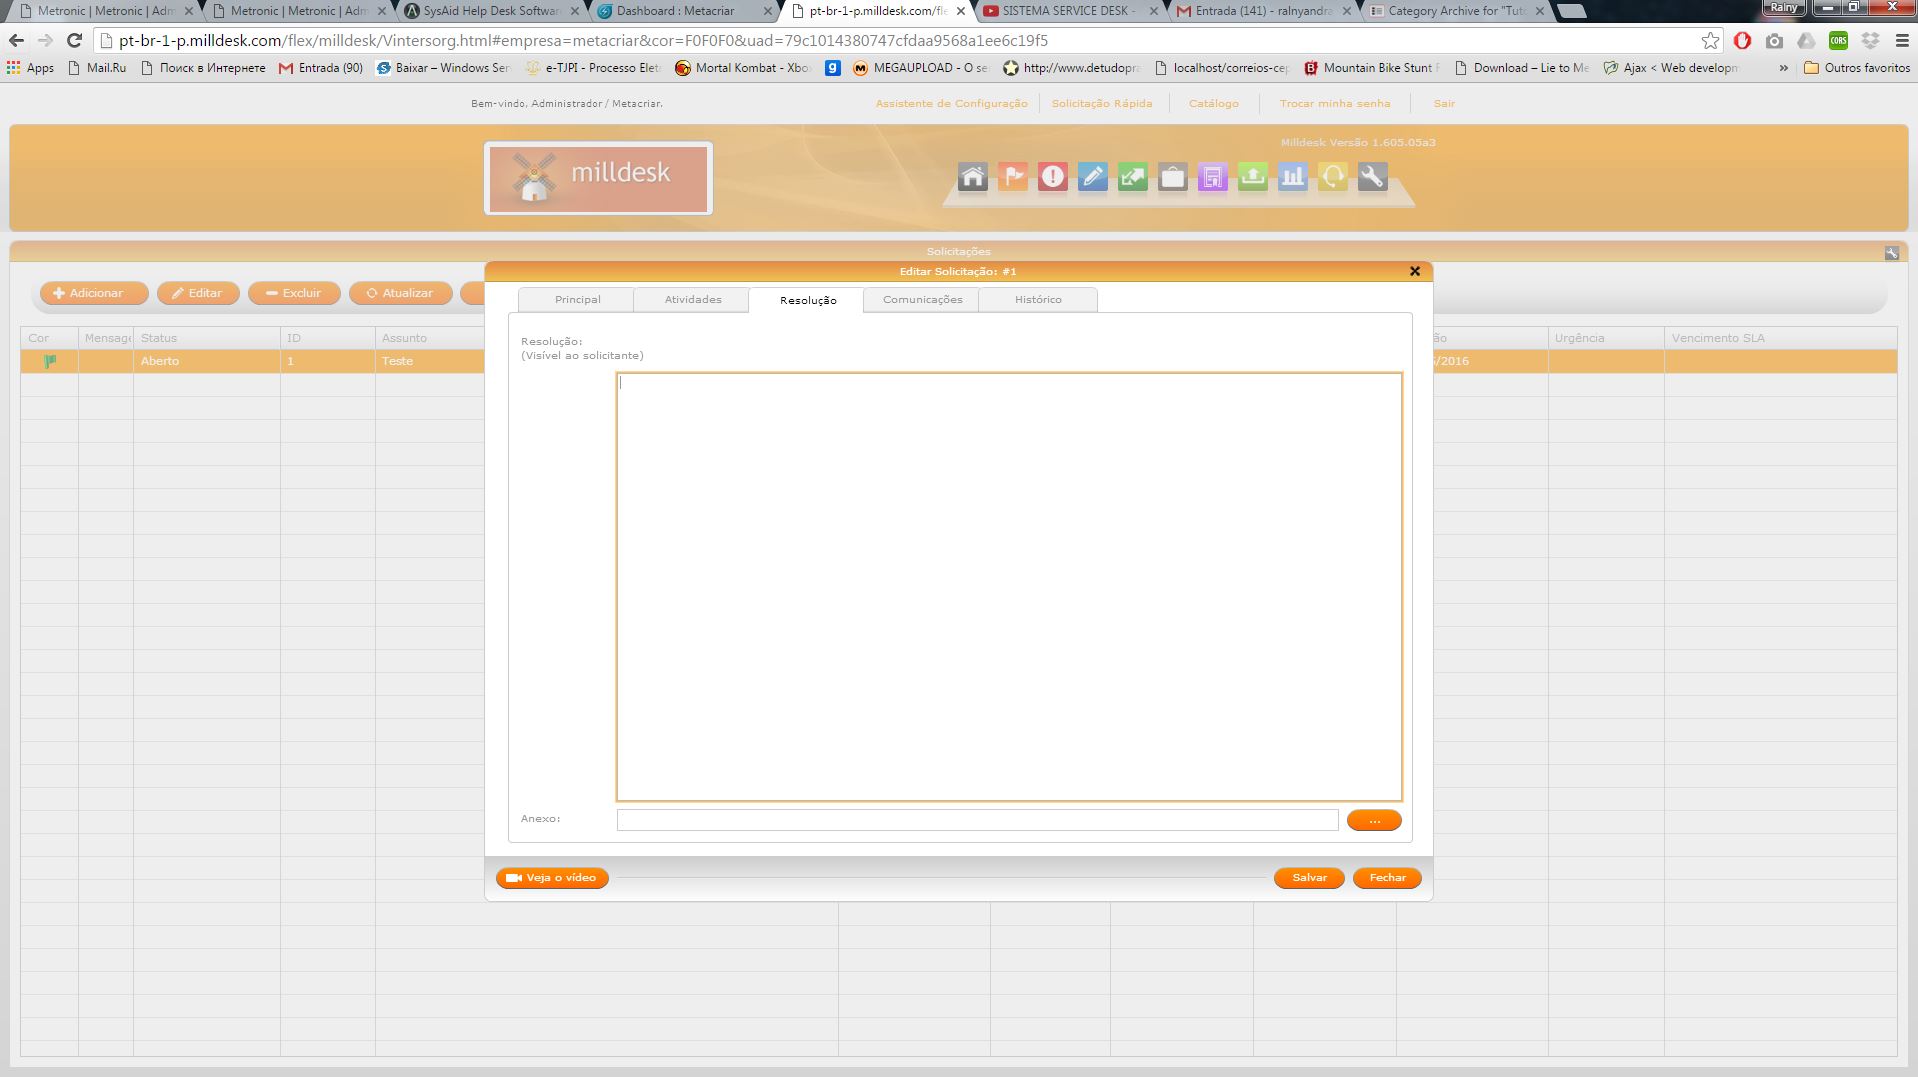 Metronic | Metronic | Adm
Metronic | Metronic | Adm
SysAid Help Desk Softwar
Dashboard : Metacriar
pt-br-1-p.milldesk.com/fle
SISTEMA SERVICE DESK -
Entrada (141) - ralnyandra
Category Archive for "Tuto
Ralny
pt-br-1-p.milldesk.com/flex/milldesk/Vintersorg.html#empresa=metacriar&cor=F0F0F0&uad=79c1014380747cfdaa9568a1ee6c19f5
CORS
Apps
Mail.Ru
Поиск в Интернете
Entrada (90)
Baixar – Windows Ser
e-TJPI - Processo Elet
Mortal Kombat - Xbo
MEGAUPLOAD - O se
http://www.detudopra
localhost/correios-cep
Mountain Bike Stunt
Download – Lie to Me
Ajax < Web developm
»
Outros favoritos
Bem-vindo, Administrador / Metacriar.
Assistente de Configuração
Solicitação Rápida
Catálogo
Trocar minha senha
Sair
Milldesk Versão 1.605.05a3
milldesk
Solicitações
Editar Solicitação: #1
Adicionar
Editar
Excluir
Atualizar
Principal
Atividades
Resolução
Comunicações
Histórico
Cor
Mensage
Status
ID
Assunto
ão
Urgência
Vencimento SLA
Aberto
1
Teste
/2016
Resolução:
(Visível ao solicitante)
Anexo:
...
Veja o vídeo
Salvar
Fechar